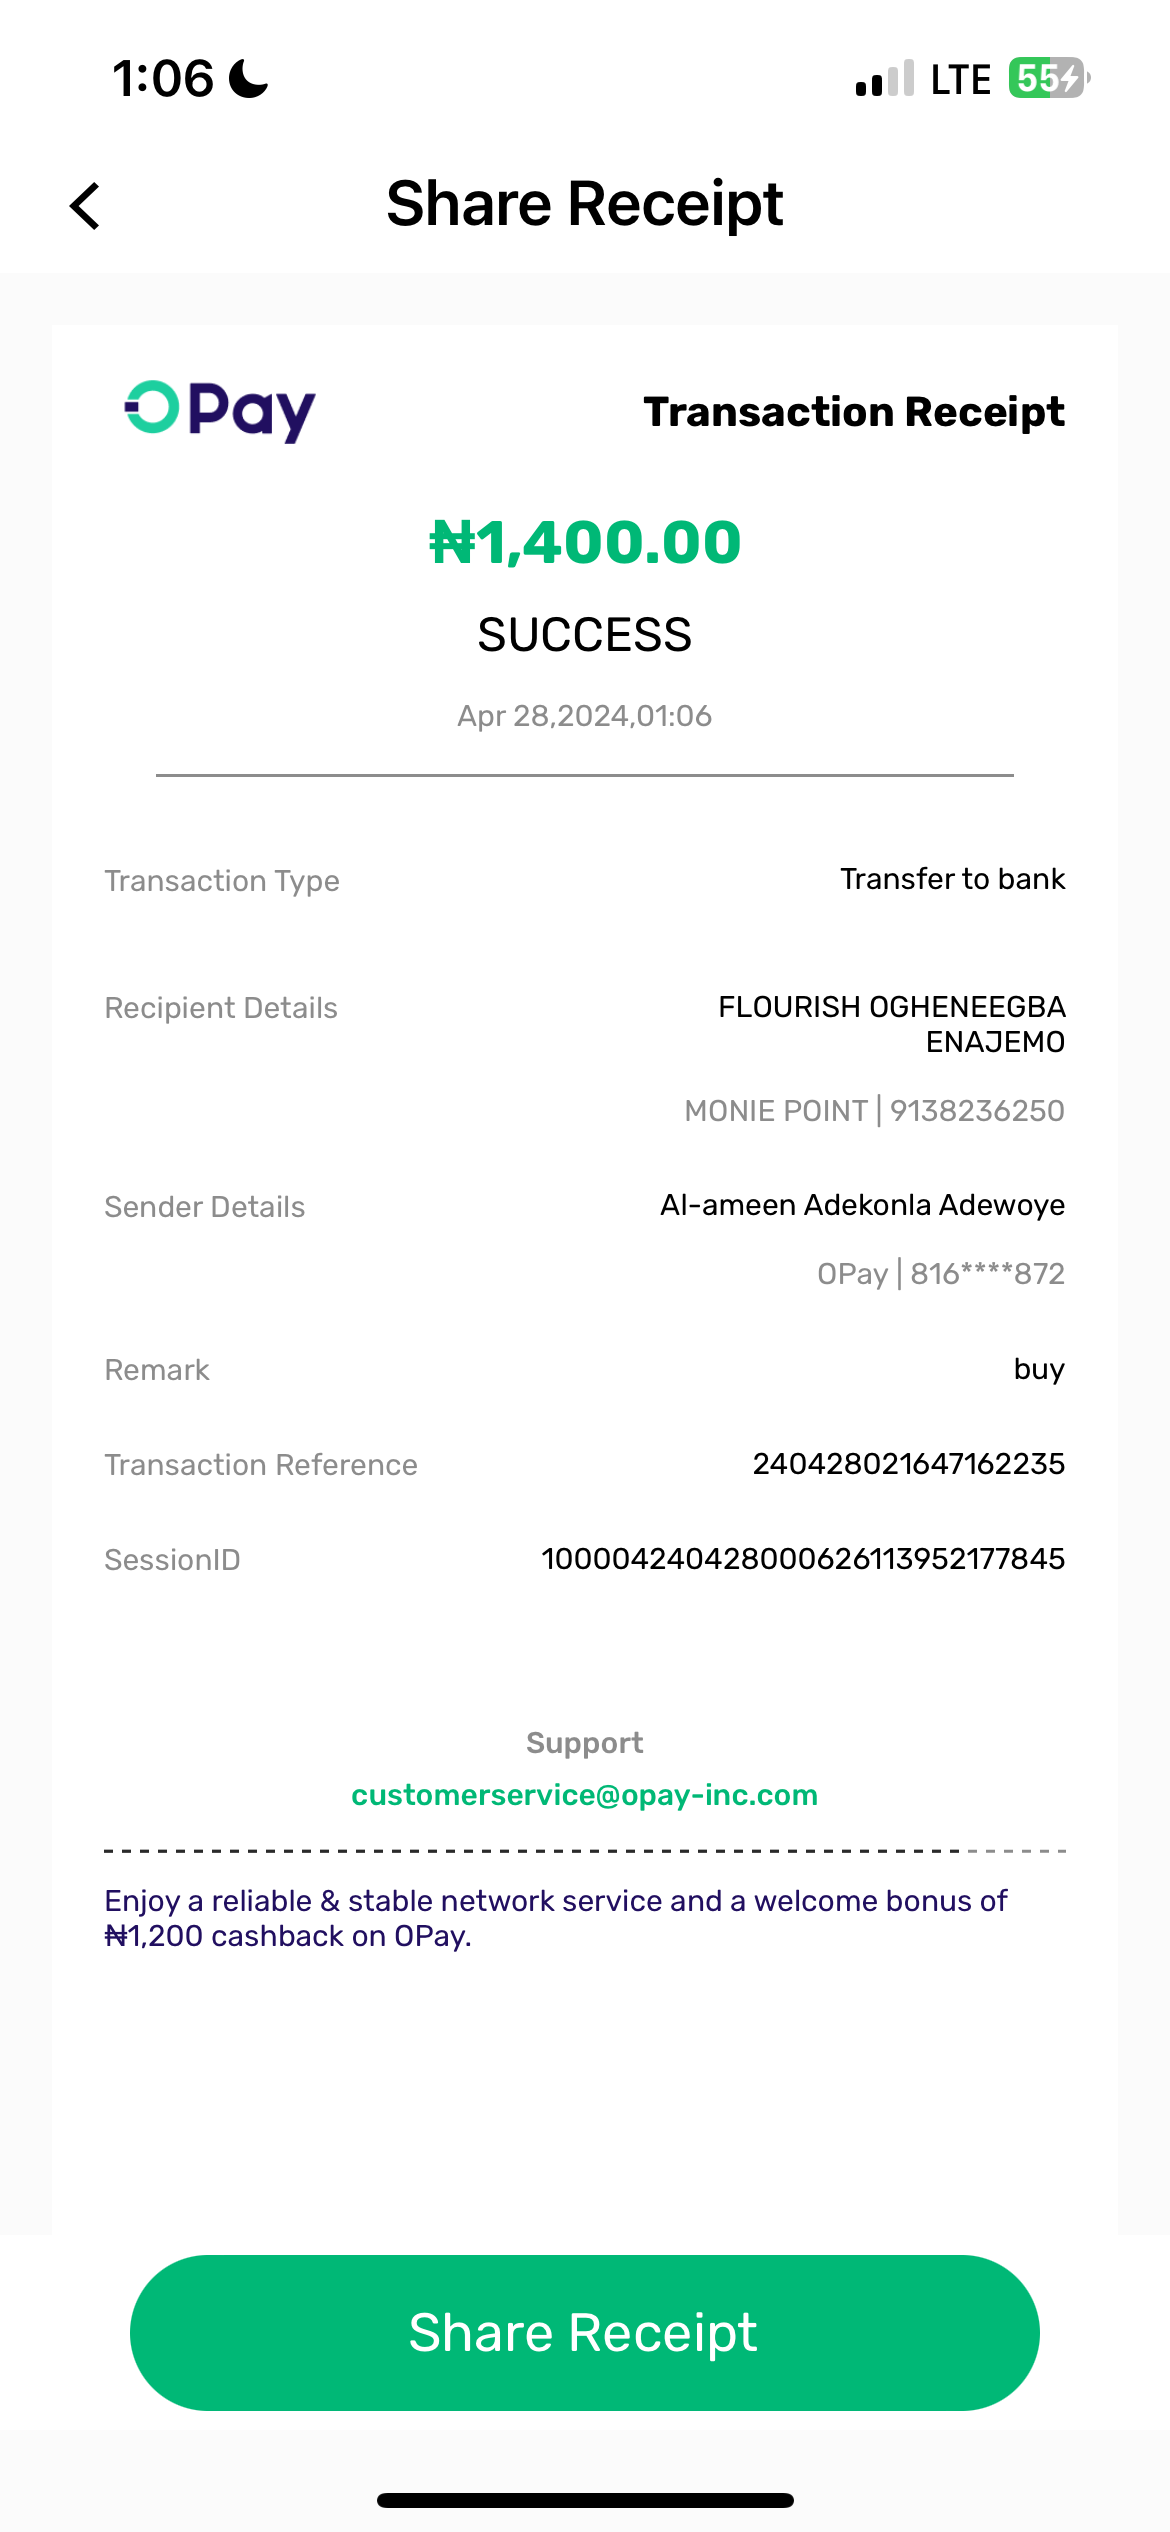 1:06
LTE 55
Share Receipt
OPay
Transaction Receipt
₦1,400.00
SUCCESS
Apr 28,2024,01:06
Transaction Type
Transfer to bank
Recipient Details
FLOURISH OGHENEEGBA
ENAJEMO
MONIE POINT | 9138236250
Sender Details
Al-ameen Adekonla Adewoye
OPay | 816****872
Remark
buy
Transaction Reference
240428021647162235
SessionID
100004240428000626113952177845
Support
customerservice@opay-inc.com
Enjoy a reliable & stable network service and a welcome bonus of
₦1,200 cashback on OPay.
Share Receipt